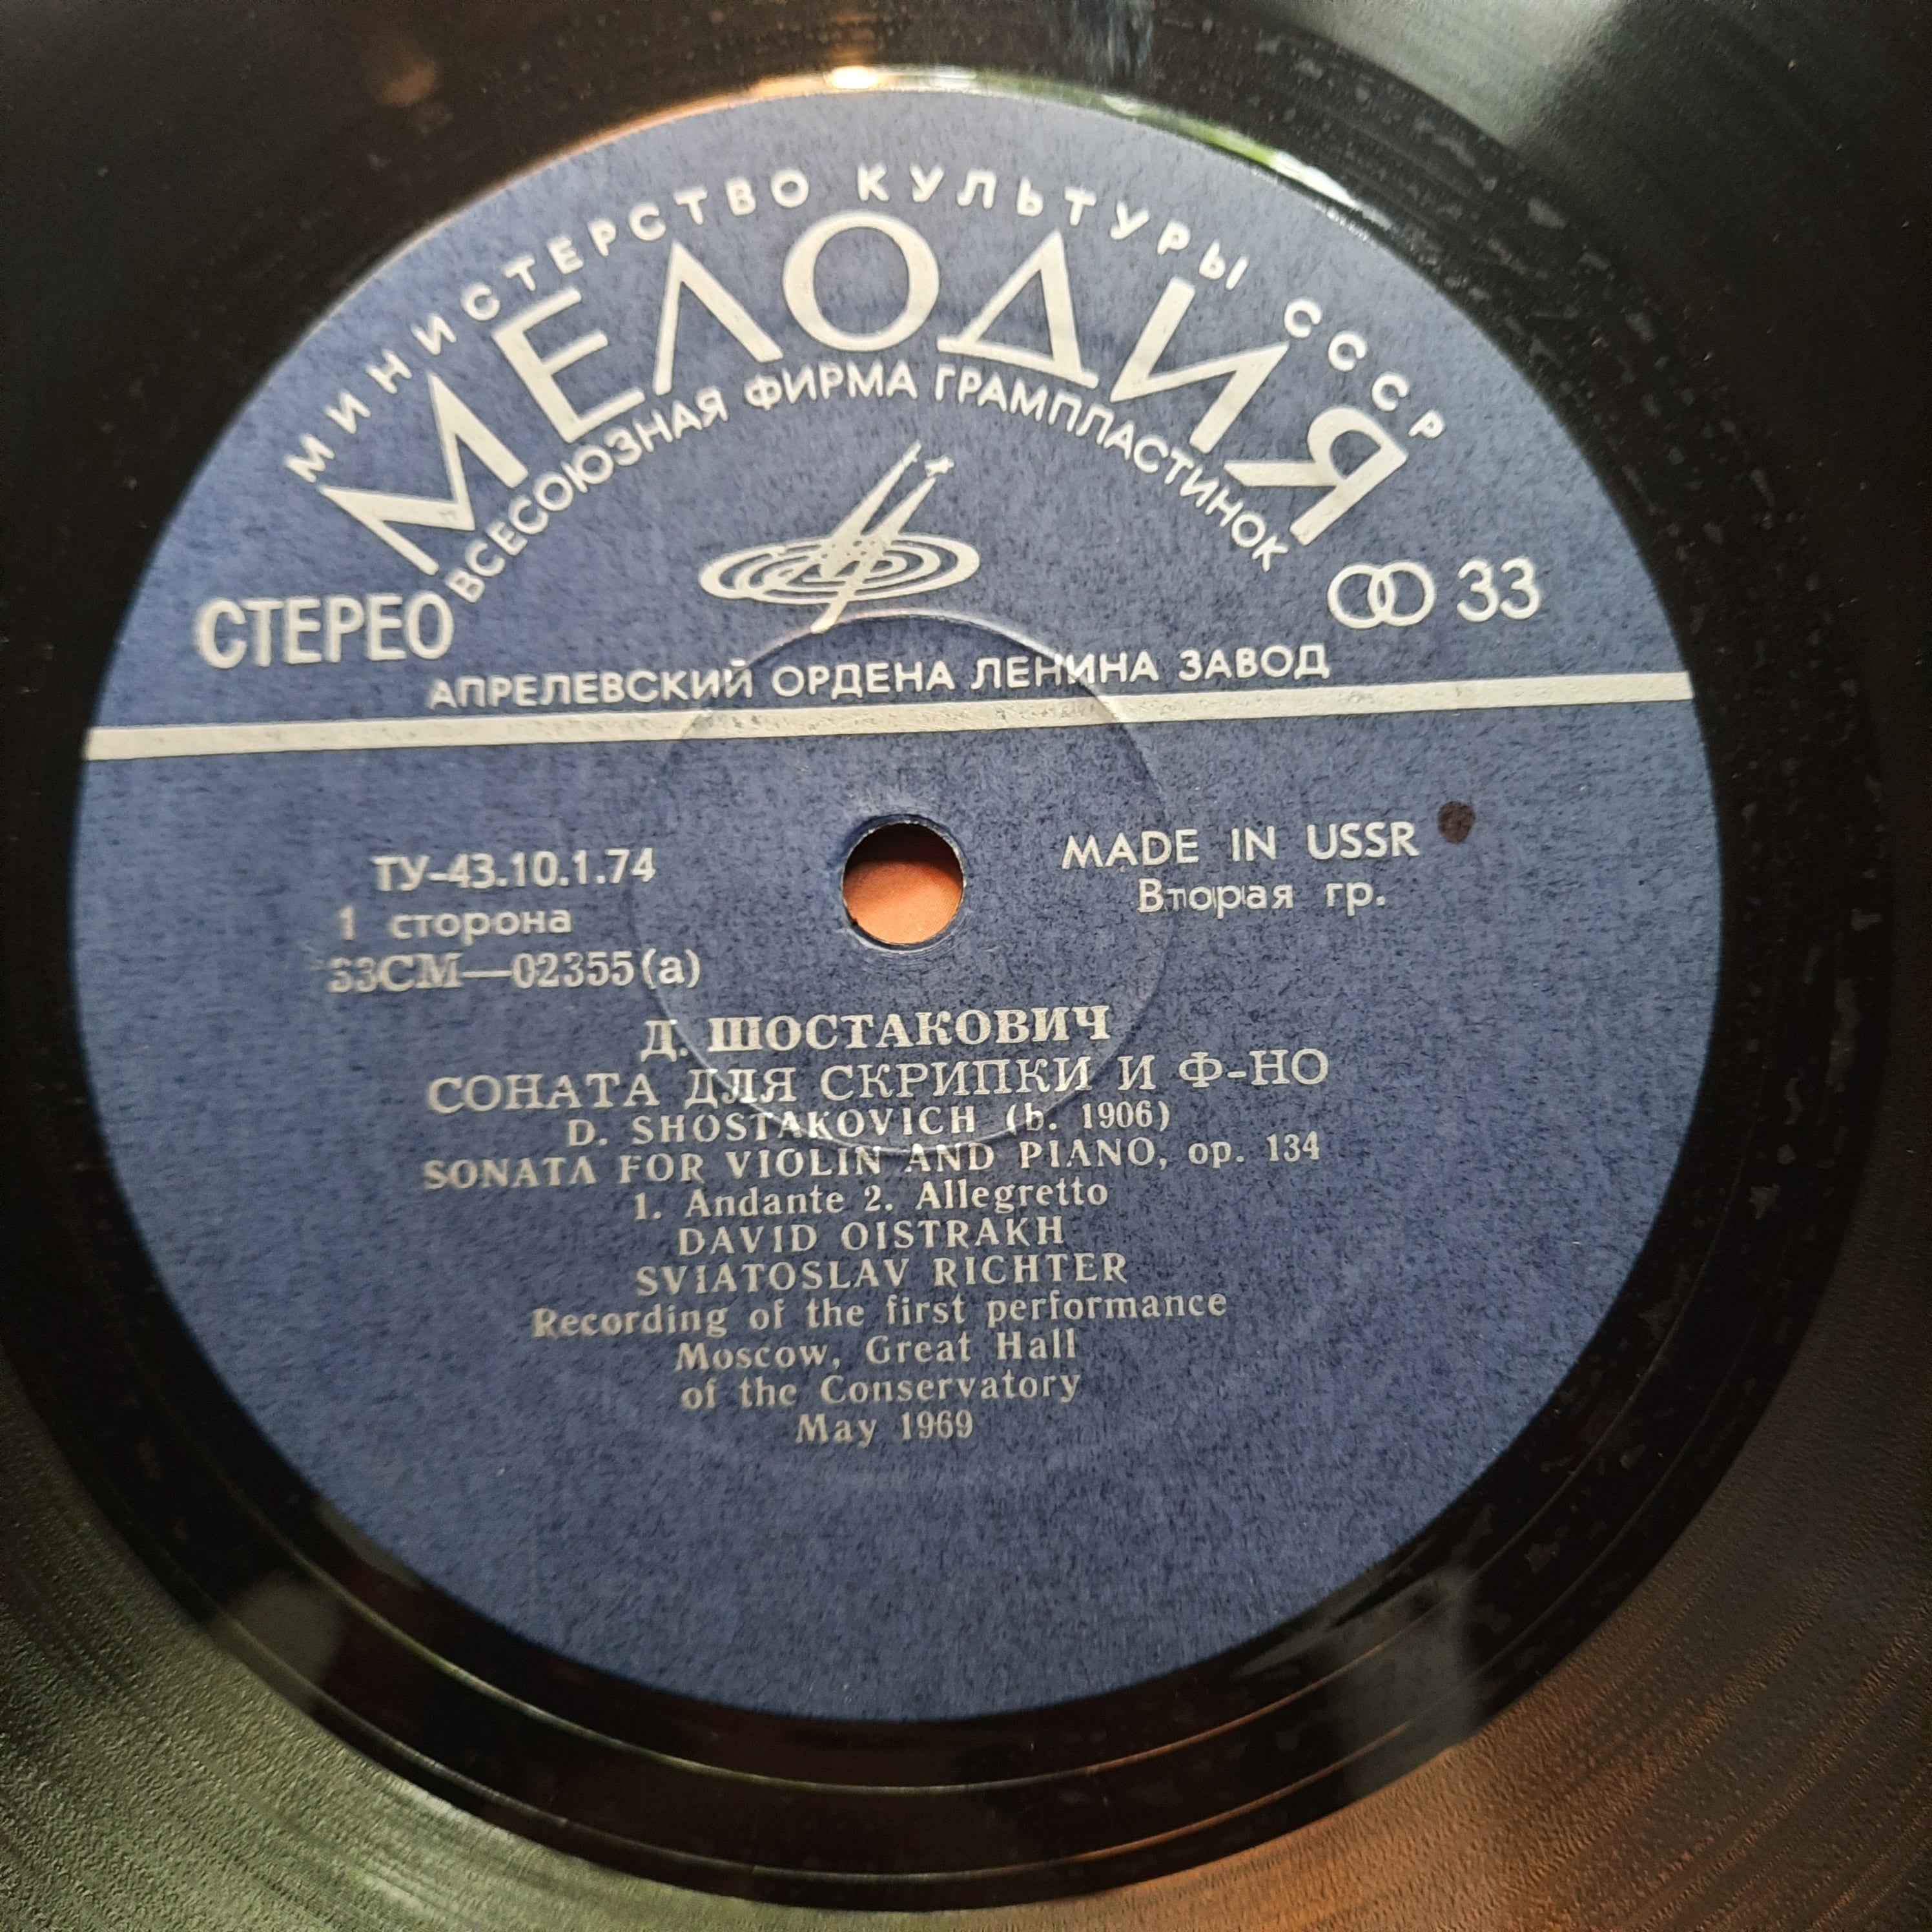 МИНИСТЕРСТВО КУЛЬТУРЫ СССР
МЕЛОДИЯ
ВСЕСОЮЗНАЯ ФИРМА ГРАМПЛАСТИНОК
СТЕРЕО
33
АПРЕЛЕВСКИЙ ОРДЕНА ЛЕНИНА ЗАВОД
ТУ-43.10.1.74
MADE IN USSR
1 сторона
Вторая гр.
33СМ—02355(а)
Д. ШОСТАКОВИЧ
СОНАТА ДЛЯ СКРИПКИ И Ф-НО
D. SHOSTAKOVICH (b. 1906)
SONATA FOR VIOLIN AND PIANO, op. 134
1. Andante 2. Allegretto
DAVID OISTRAKH
SVIATOSLAV RICHTER
Recording of the first performance
Moscow, Great Hall
of the Conservatory
May 1969